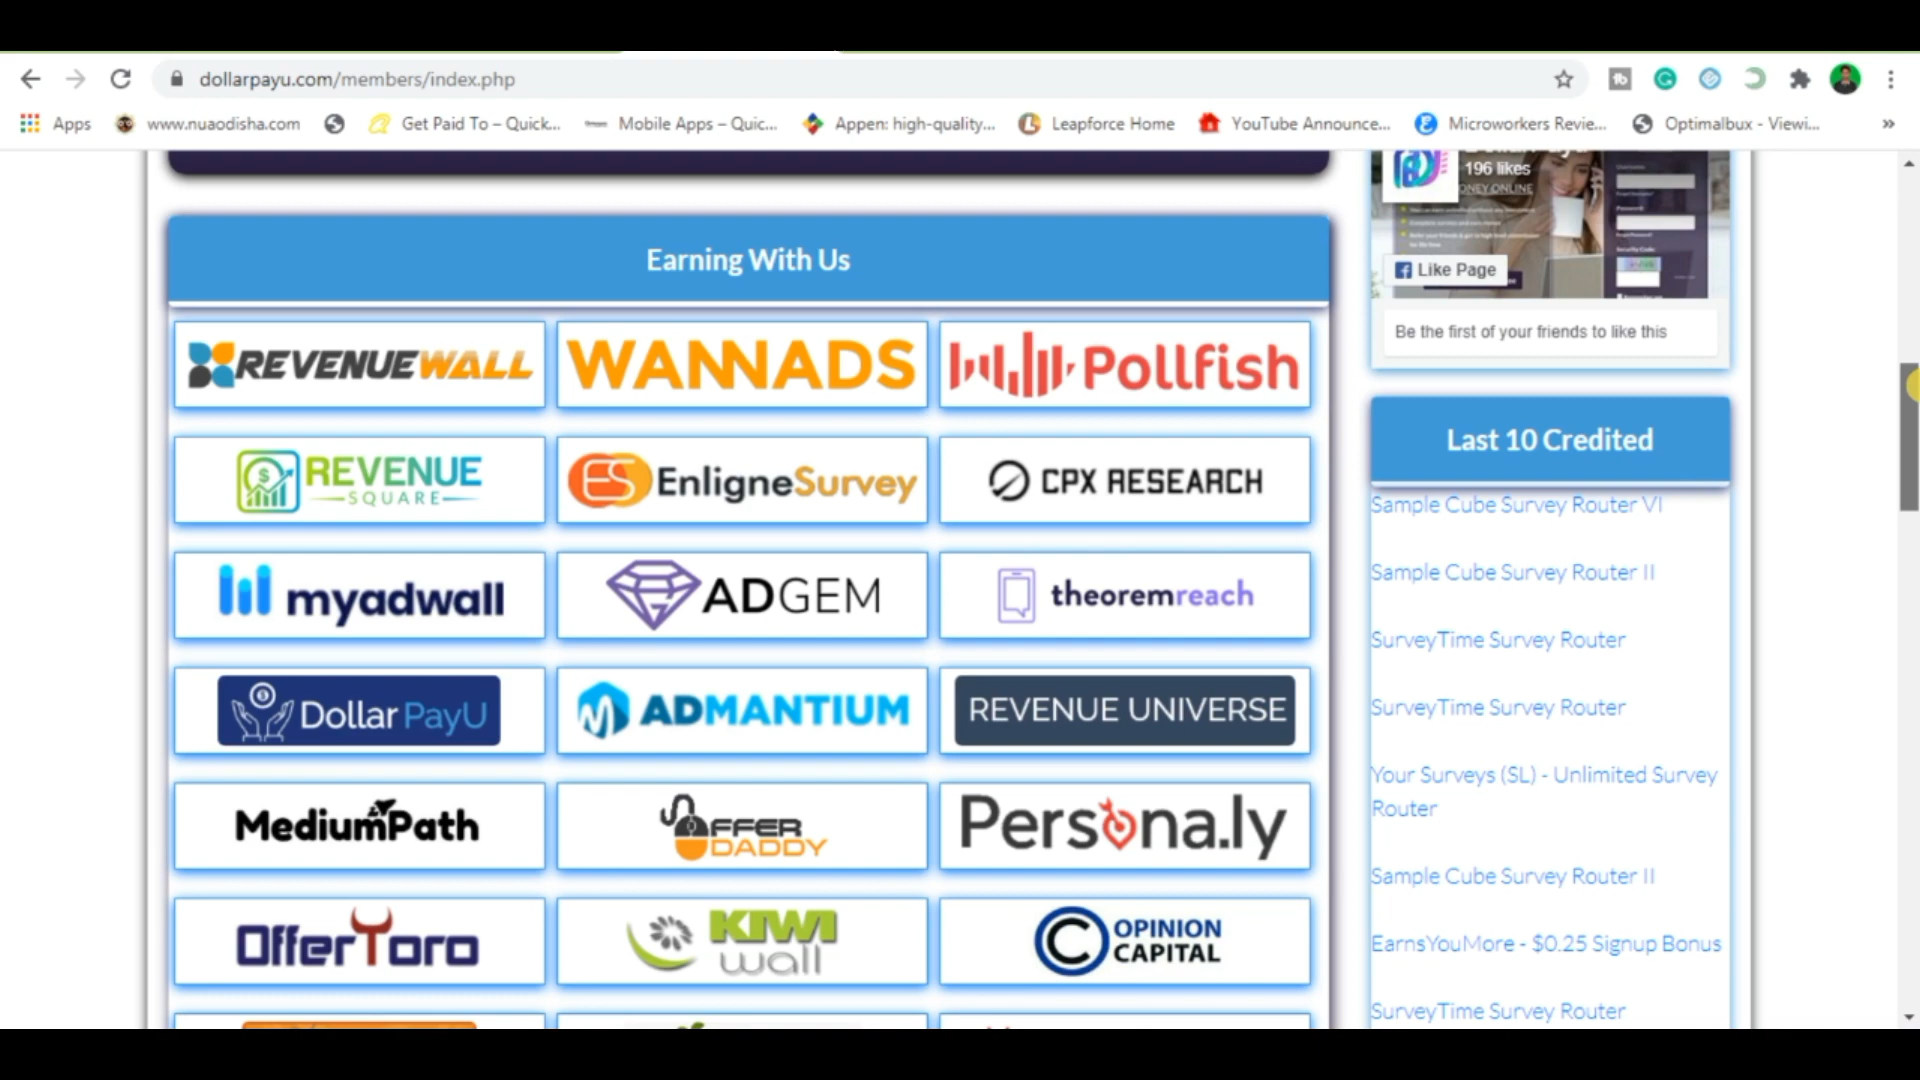 dollarpayu.com/members/index.php
Apps
www.nuaodisha.com
Get Paid To – Quick...
Mobile Apps – Quic...
Appen: high-quality...
Leapforce Home
YouTube Announce...
Microworkers Revie...
Optimalbux - Viewi...
»
196 likes
ONEY ONLINE
Like Page
Be the first of your friends to like this
Earning With Us
REVENUEWALL
WANNADS
Pollfish
REVENUE
SQUARE
ES EnligneSurvey
CPX RESEARCH
myadwall
ADGEM
theoremreach
Dollar PayU
ADMANTIUM
REVENUE UNIVERSE
MediumPath
OFFER
DADDY
Persona.ly
OfferToro
KIWI
wall
OPINION
CAPITAL
Last 10 Credited
Sample Cube Survey Router VI
Sample Cube Survey Router II
SurveyTime Survey Router
SurveyTime Survey Router
Your Surveys (SL) - Unlimited Survey
Router
Sample Cube Survey Router II
EarnsYouMore - $0.25 Signup Bonus
SurveyTime Survey Router